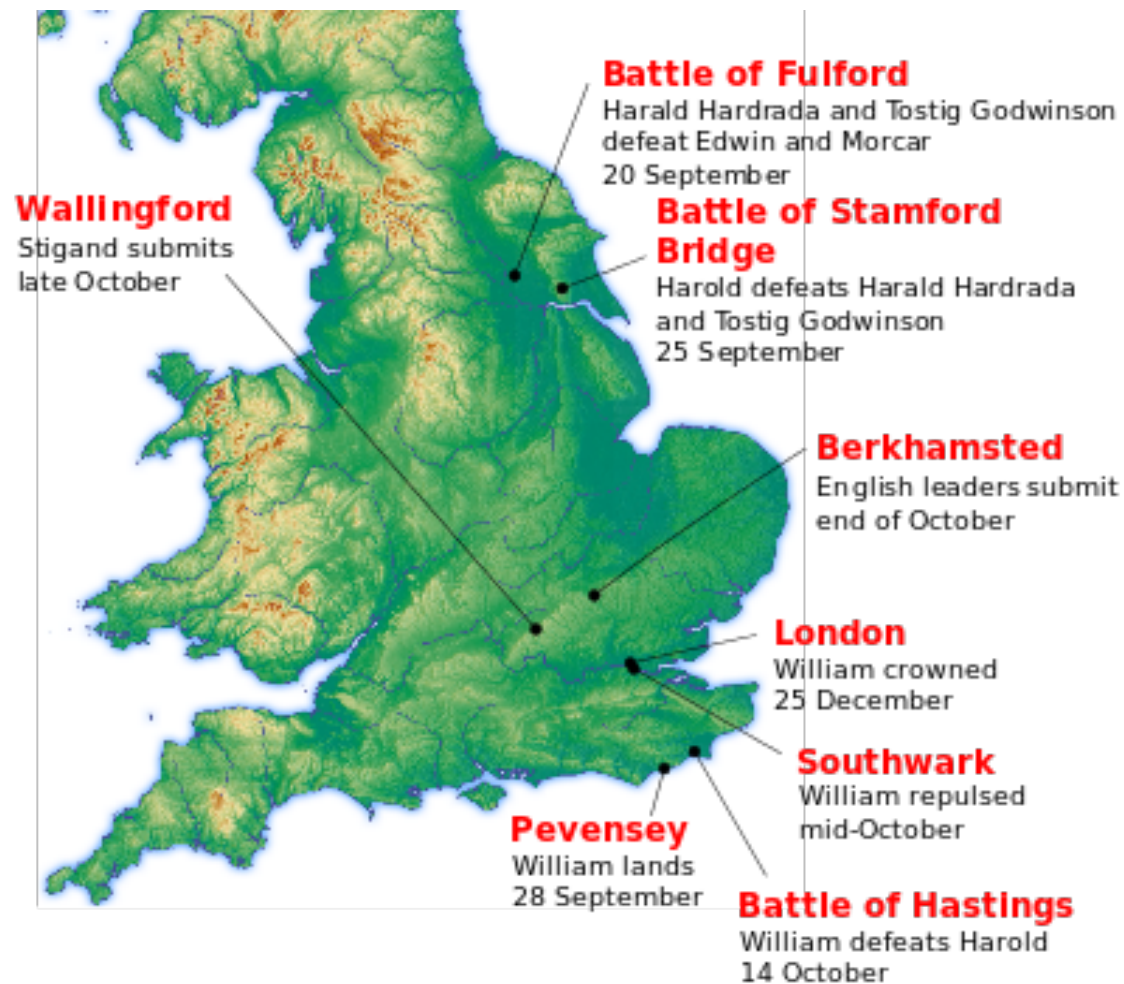 Battle of Fulford
Harald Hardrada and Tostig Godwinson
defeat Edwin and Morcar
20 September
Wallingford
Stigand submits
late October
Battle of Stamford
Bridge
Harold defeats Harald Hardrada
and Tostig Godwinson
25 September
Berkhamsted
English leaders submit
end of October
London
William crowned
25 December
Southwark
William repulsed
mid-October
Pevensey
William lands
28 September
Battle of Hastings
William defeats Harold
14 October